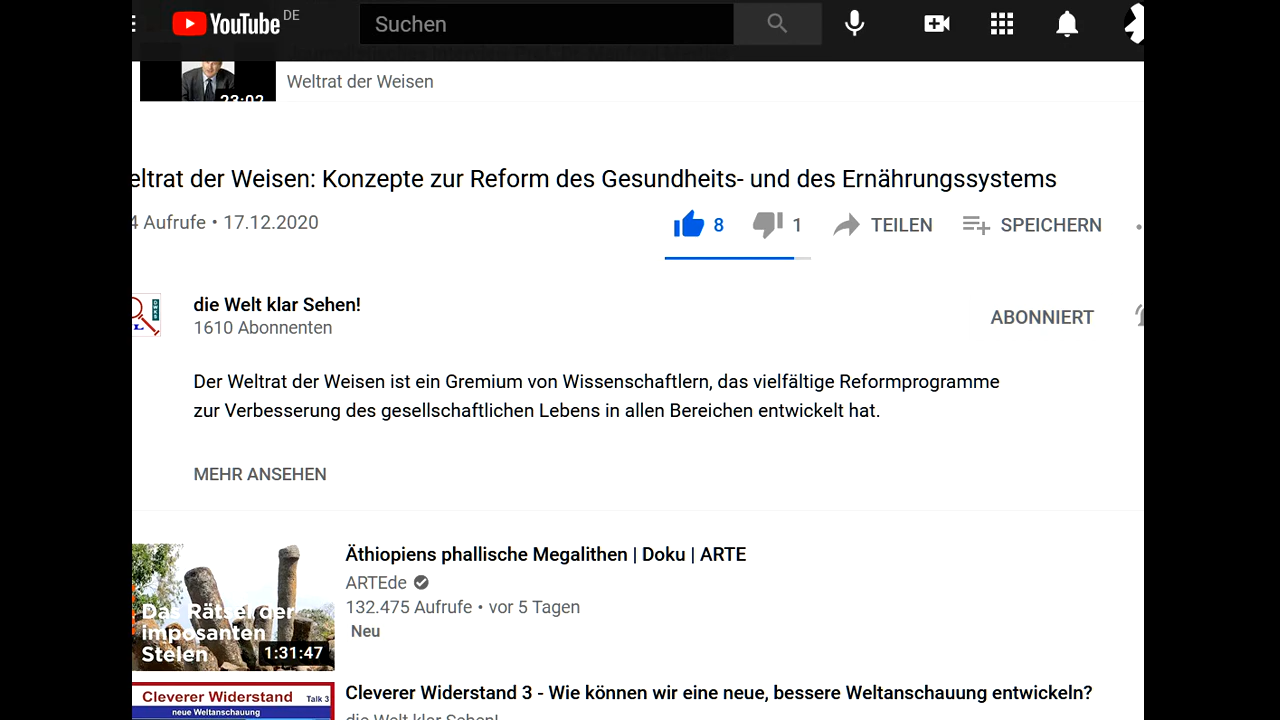 YouTube DE
Suchen
23:02
Weltrat der Weisen
eltrat der Weisen: Konzepte zur Reform des Gesundheits- und des Ernährungssystems
4 Aufrufe • 17.12.2020
8
1
TEILEN
SPEICHERN
die Welt klar Sehen!
1610 Abonnenten
ABONNIERT
Der Weltrat der Weisen ist ein Gremium von Wissenschaftlern, das vielfältige Reformprogramme
zur Verbesserung des gesellschaftlichen Lebens in allen Bereichen entwickelt hat.
MEHR ANSEHEN
Das Rätsel der
imposanten
Stelen
1:31:47
Äthiopiens phallische Megalithen | Doku | ARTE
ARTEde
132.475 Aufrufe • vor 5 Tagen
Neu
Cleverer Widerstand Talk 3
neue Weltanschauung
Cleverer Widerstand 3 - Wie können wir eine neue, bessere Weltanschauung entwickeln?
die Welt klar Sehen!